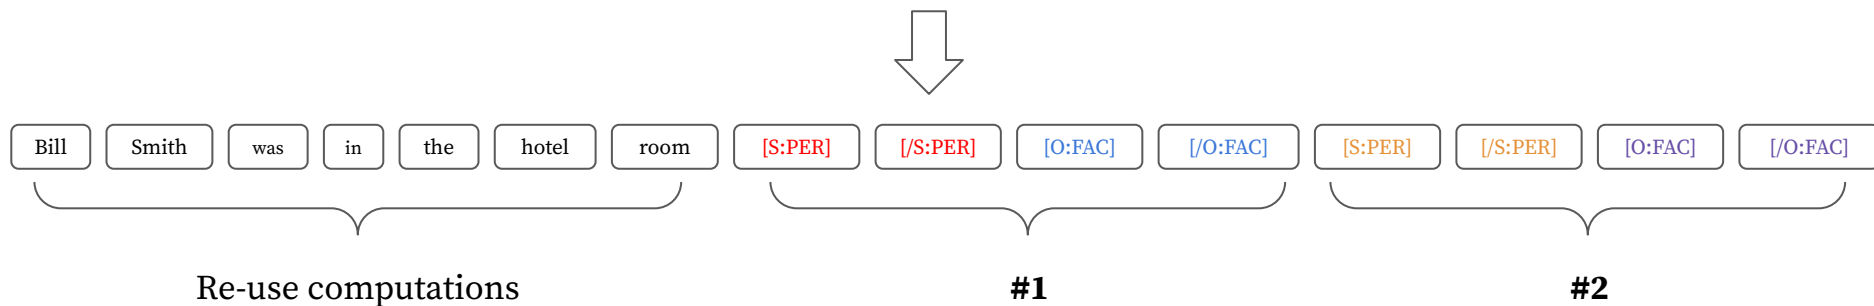 Bill Smith was in the hotel room [S:PER] [/S:PER] [O:FAC] [/O:FAC] [S:PER] [/S:PER] [O:FAC] [/O:FAC]
Re-use computations #1 #2